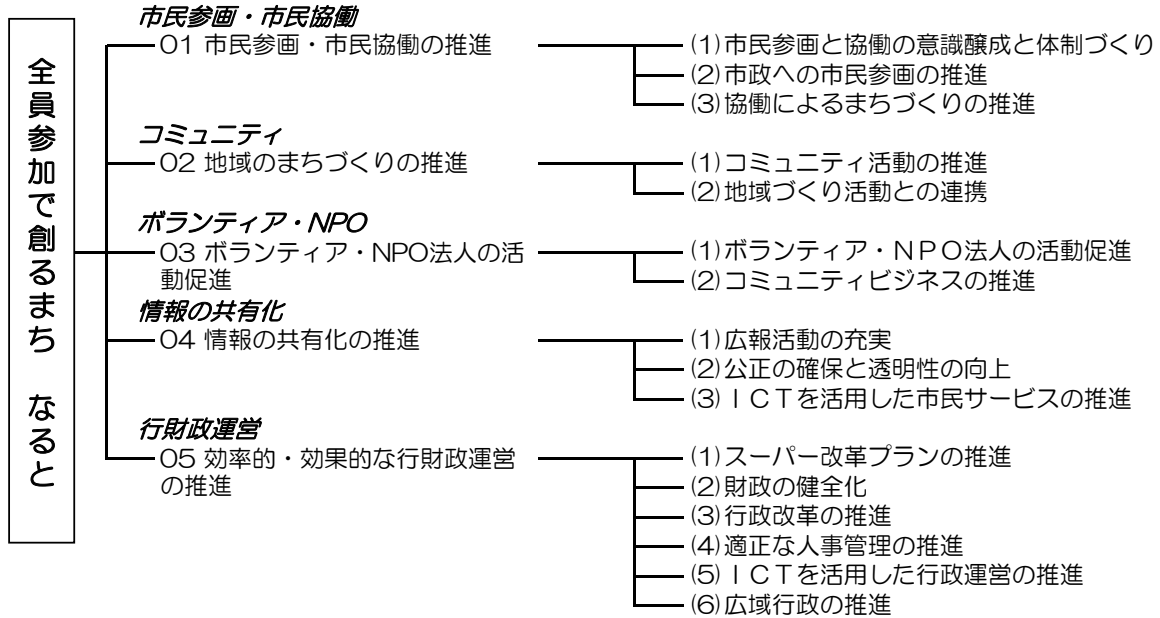 全員参加で創るまち なると
市民参画・市民協働
01 市民参画・市民協働の推進
(1)市民参画と協働の意識醸成と体制づくり
(2)市政への市民参画の推進
(3)協働によるまちづくりの推進
コミュニティ
02 地域のまちづくりの推進
(1)コミュニティ活動の推進
(2)地域づくり活動との連携
ボランティア・NPO
03 ボランティア・NPO法人の活
動促進
(1)ボランティア・ＮＰＯ法人の活動促進
(2)コミュニティビジネスの推進
情報の共有化
04 情報の共有化の推進
(1)広報活動の充実
(2)公正の確保と透明性の向上
(3)ＩＣＴを活用した市民サービスの推進
行財政運営
05 効率的・効果的な行財政運営
の推進
(1)スーパー改革プランの推進
(2)財政の健全化
(3)行政改革の推進
(4)適正な人事管理の推進
(5)ＩＣＴを活用した行政運営の推進
(6)広域行政の推進